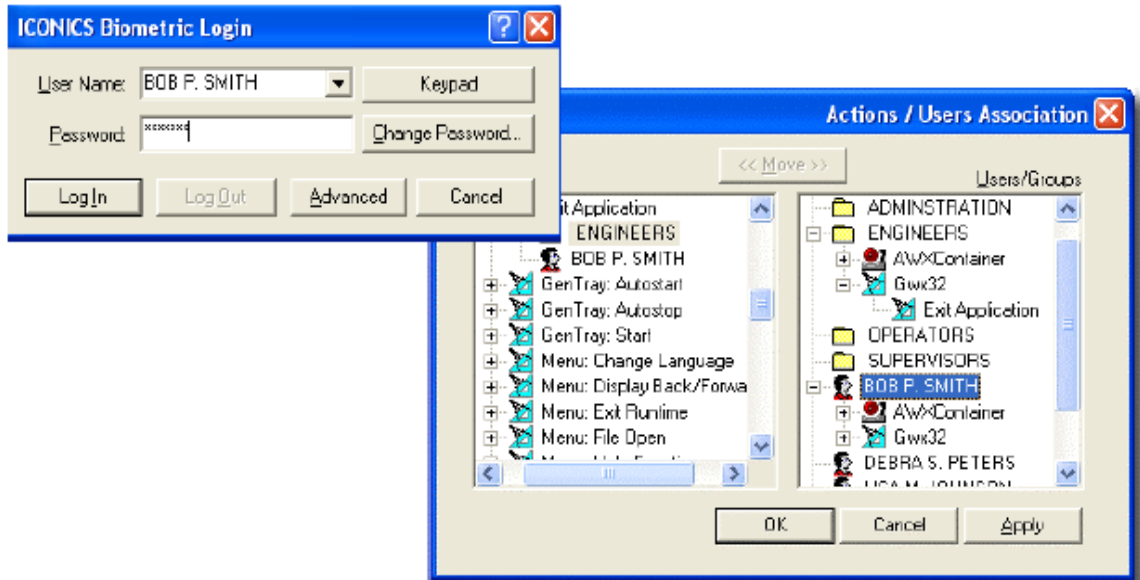 ICONICS Biometric Login
User Name: BOB P. SMITH Keypad
Password: xxxxxxx Change Password...
Log In Log Out Advanced Cancel
Actions / Users Association
<< Move >>
Users/Groups
it Application
ENGINEERS
BOB P. SMITH
GenTray: Autostart
GenTray: Autostop
GenTray: Start
Menu: Change Language
Menu: Display Back/Forwa
Menu: Exit Runtime
Menu: File Open
ADMINSTRATION
ENGINEERS
AWXContainer
Gwx32
Exit Application
OPERATORS
SUPERVISORS
BOB P. SMITH
AWXContainer
Gwx32
DEBRA S. PETERS
OK Cancel Apply